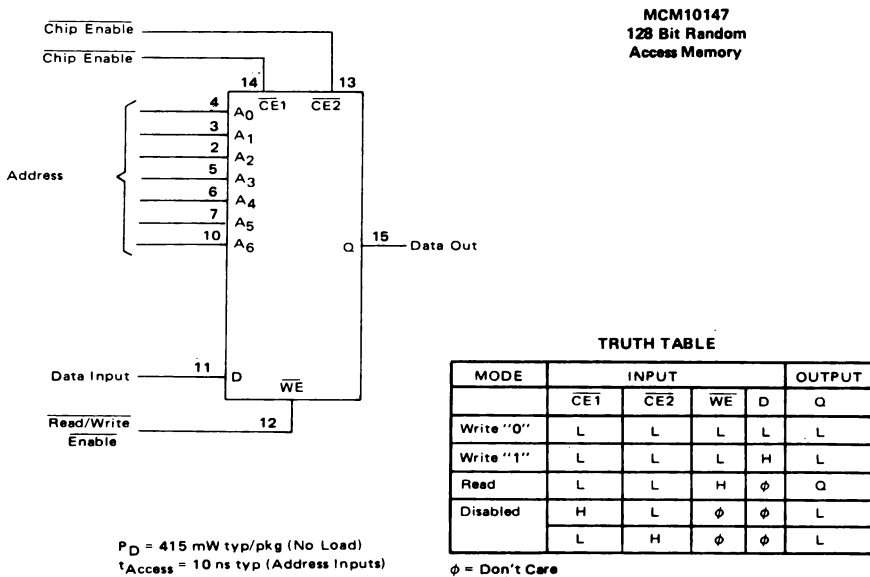 MCM10147
128 Bit Random
Access Memory
Chip Enable
Chip Enable
14 13
CE1 CE2
4 A0
3 A1
2 A2
5 A3
Address
6 A4
7 A5
10 A6
Q 15 Data Out
Data Input 11 D
WE
Read/Write
Enable
12
PD = 415 mW typ/pkg (No Load)
tAccess = 10 ns typ (Address Inputs)
TRUTH TABLE
MODE INPUT OUTPUT
CE1 CE2 WE D Q
Write "0" L L L L L
Write "1" L L L H L
Read L L H ϕ Q
Disabled H L ϕ ϕ L
L H ϕ ϕ L
ϕ = Don't Care